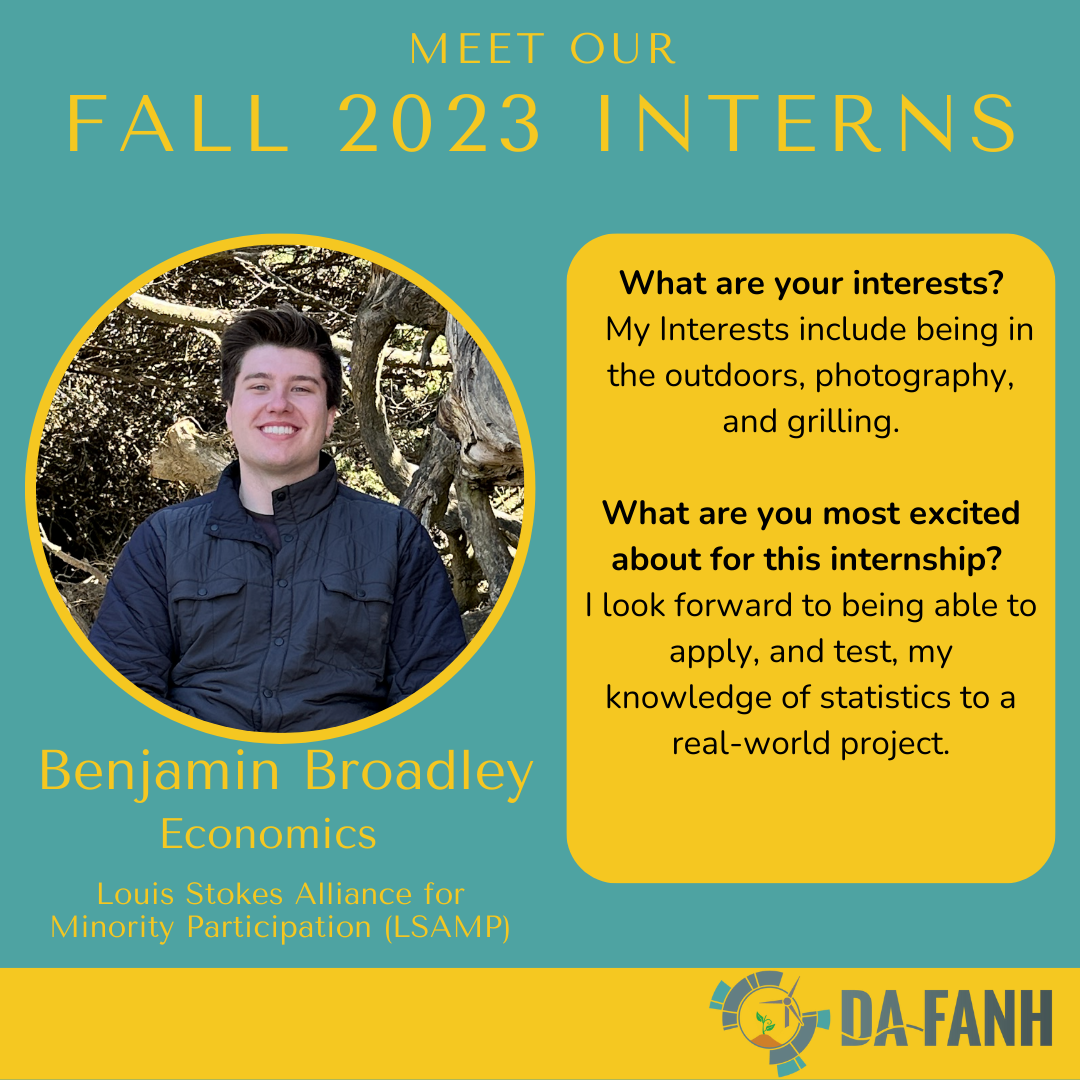 MEET OUR
FALL 2023 INTERNS
What are your interests?
My Interests include being in
the outdoors, photography,
and grilling.
What are you most excited
about for this internship?
I look forward to being able to
apply, and test, my
knowledge of statistics to a
real-world project.
Benjamin Broadley
Economics
Louis Stokes Alliance for
Minority Participation (LSAMP)
DA-FANH